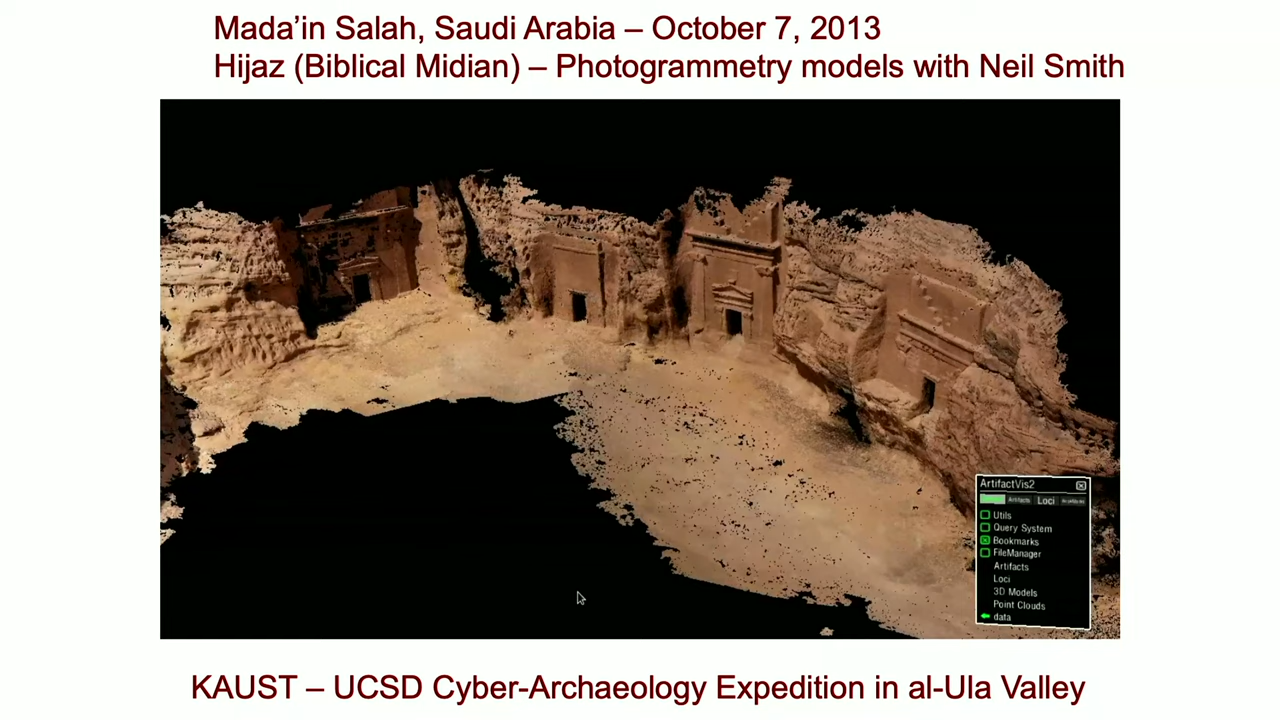 Mada’in Salah, Saudi Arabia – October 7, 2013
Hijaz (Biblical Midian) – Photogrammetry models with Neil Smith
ArtifactVis2
Artifacts Loci
Utils
Query System
Bookmarks
FileManager
Artifacts
Loci
3D Models
Point Clouds
data
KAUST – UCSD Cyber-Archaeology Expedition in al-Ula Valley